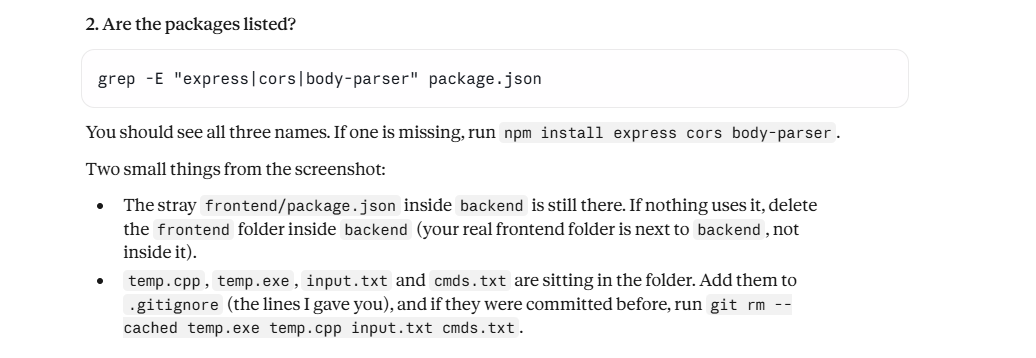 2. Are the packages listed?
grep -E "express|cors|body-parser" package.json
You should see all three names. If one is missing, run npm install express cors body-parser.
Two small things from the screenshot:
• The stray frontend/package.json inside backend is still there. If nothing uses it, delete
the frontend folder inside backend (your real frontend folder is next to backend, not
inside it).
• temp.cpp, temp.exe, input.txt and cmds.txt are sitting in the folder. Add them to
.gitignore (the lines I gave you), and if they were committed before, run git rm --
cached temp.exe temp.cpp input.txt cmds.txt.